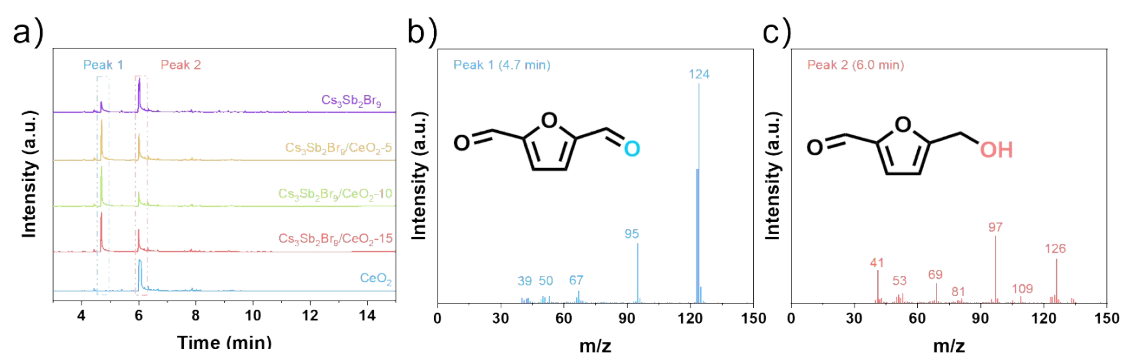 a)
Peak 1
Peak 2
Cs₃Sb₂Br₉
Cs₃Sb₂Br₉/CeO₂-5
Cs₃Sb₂Br₉/CeO₂-10
Cs₃Sb₂Br₉/CeO₂-15
CeO₂
Intensity (a.u.)
4 6 8 10 12 14
Time (min)
b)
Peak 1 (4.7 min)
124
O
O
O
95
39 50 67
Intensity (a.u.)
0 30 60 90 120 150
m/z
c)
Peak 2 (6.0 min)
O
O
OH
97
126
41
53
69
81
109
Intensity (a.u.)
0 30 60 90 120 150
m/z